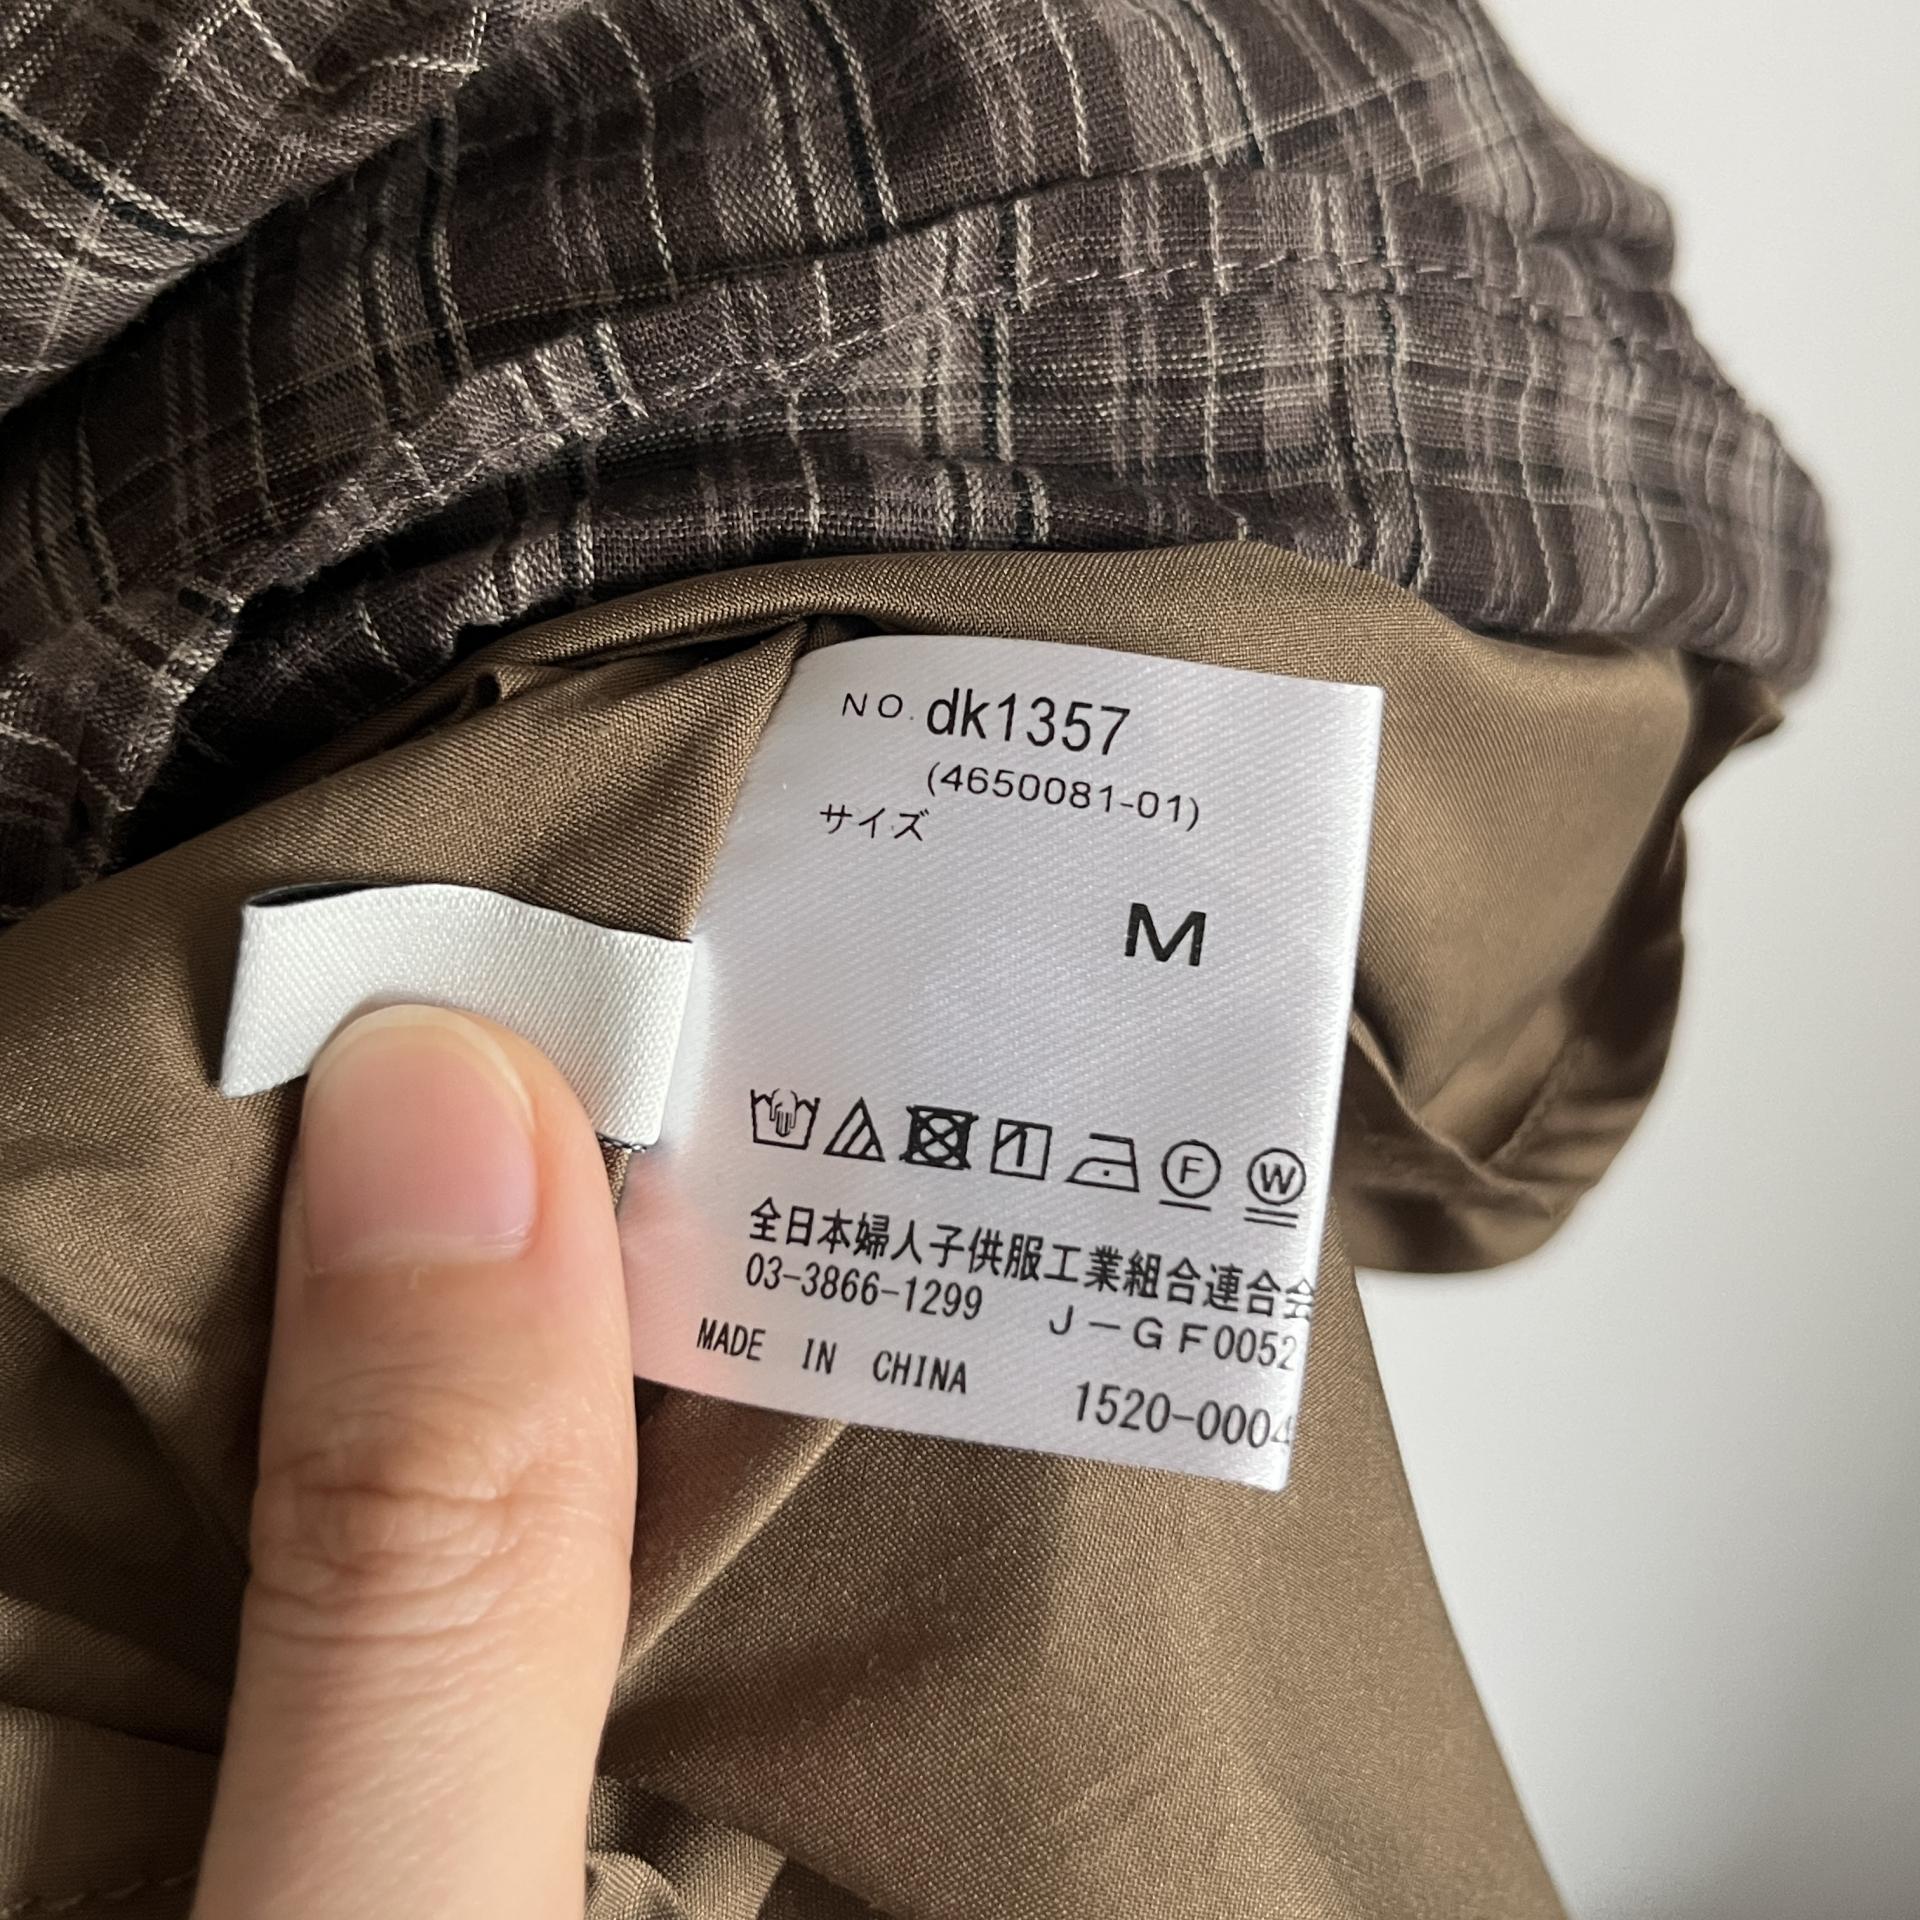 NO. dk1357
(4650081-01)
サイズ
M
F W
全日本婦人子供服工業組合連合会
03-3866-1299 J-GF0052
MADE IN CHINA 1520-0004